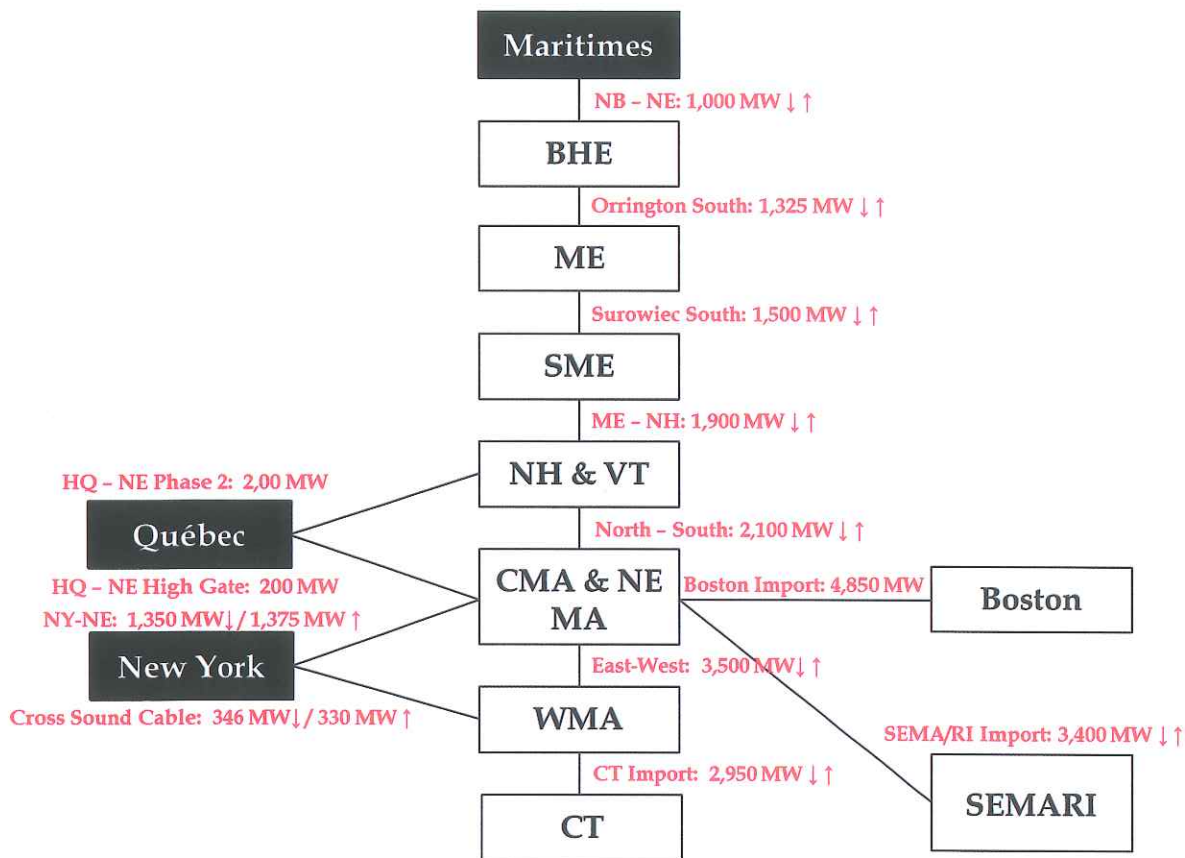 Maritimes
NB – NE: 1,000 MW ↓ ↑
BHE
Orrington South: 1,325 MW ↓ ↑
ME
Surowiec South: 1,500 MW ↓ ↑
SME
ME – NH: 1,900 MW ↓ ↑
NH & VT
HQ – NE Phase 2: 2,00 MW
Québec
North – South: 2,100 MW ↓ ↑
HQ – NE High Gate: 200 MW
CMA & NE
MA
Boston Import: 4,850 MW
Boston
NY-NE: 1,350 MW↓/ 1,375 MW ↑
New York
East-West: 3,500 MW↓ ↑
Cross Sound Cable: 346 MW↓/ 330 MW ↑
WMA
SEMA/RI Import: 3,400 MW ↓ ↑
SEMARI
CT Import: 2,950 MW ↓ ↑
CT